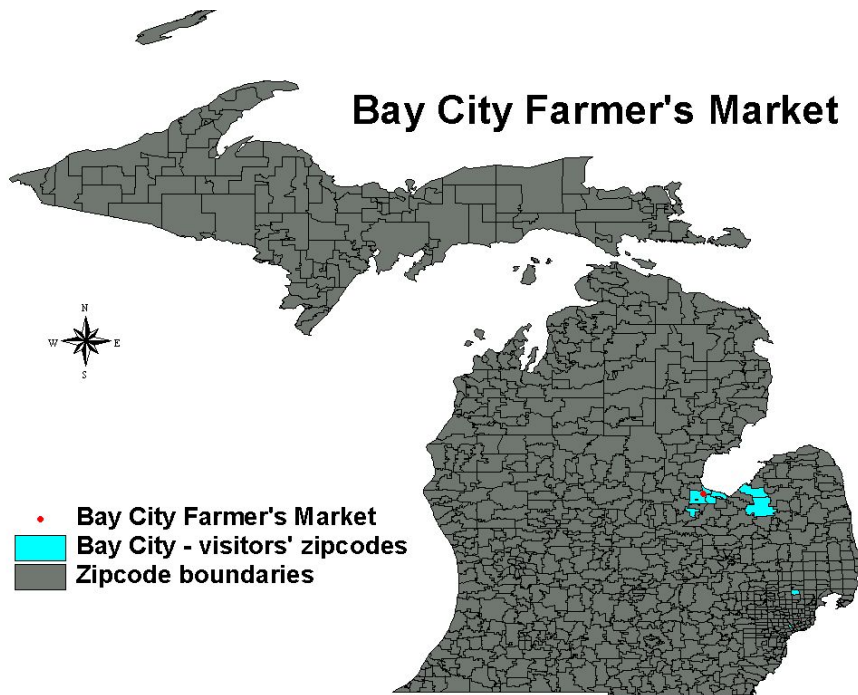 Bay City Farmer's Market
N
W E
S
Bay City Farmer's Market
Bay City - visitors' zipcodes
Zipcode boundaries